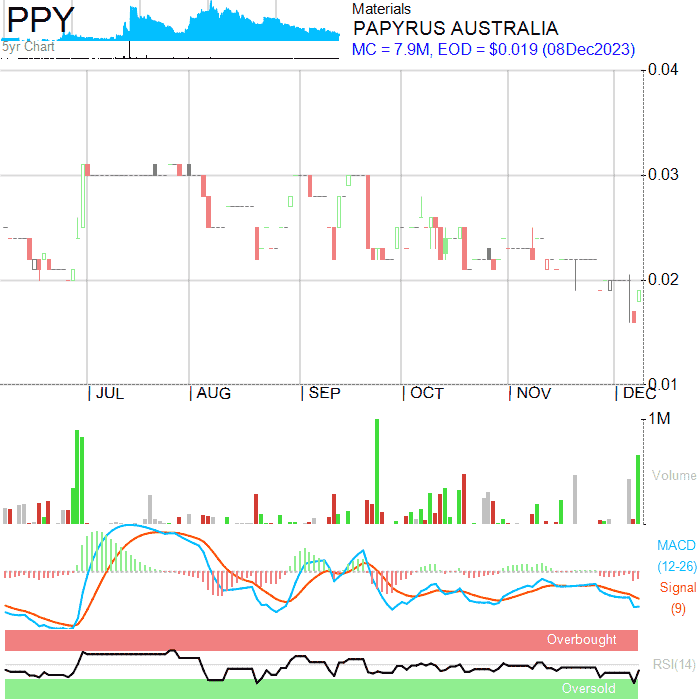 PPY
5yr Chart
Materials
PAPYRUS AUSTRALIA
MC = 7.9M, EOD = $0.019 (08Dec2023)
0.04
0.03
0.02
0.01
JUL
AUG
SEP
OCT
NOV
DEC
1M
Volume
MACD
(12-26)
Signal
(9)
Overbought
RSI(14)
Oversold